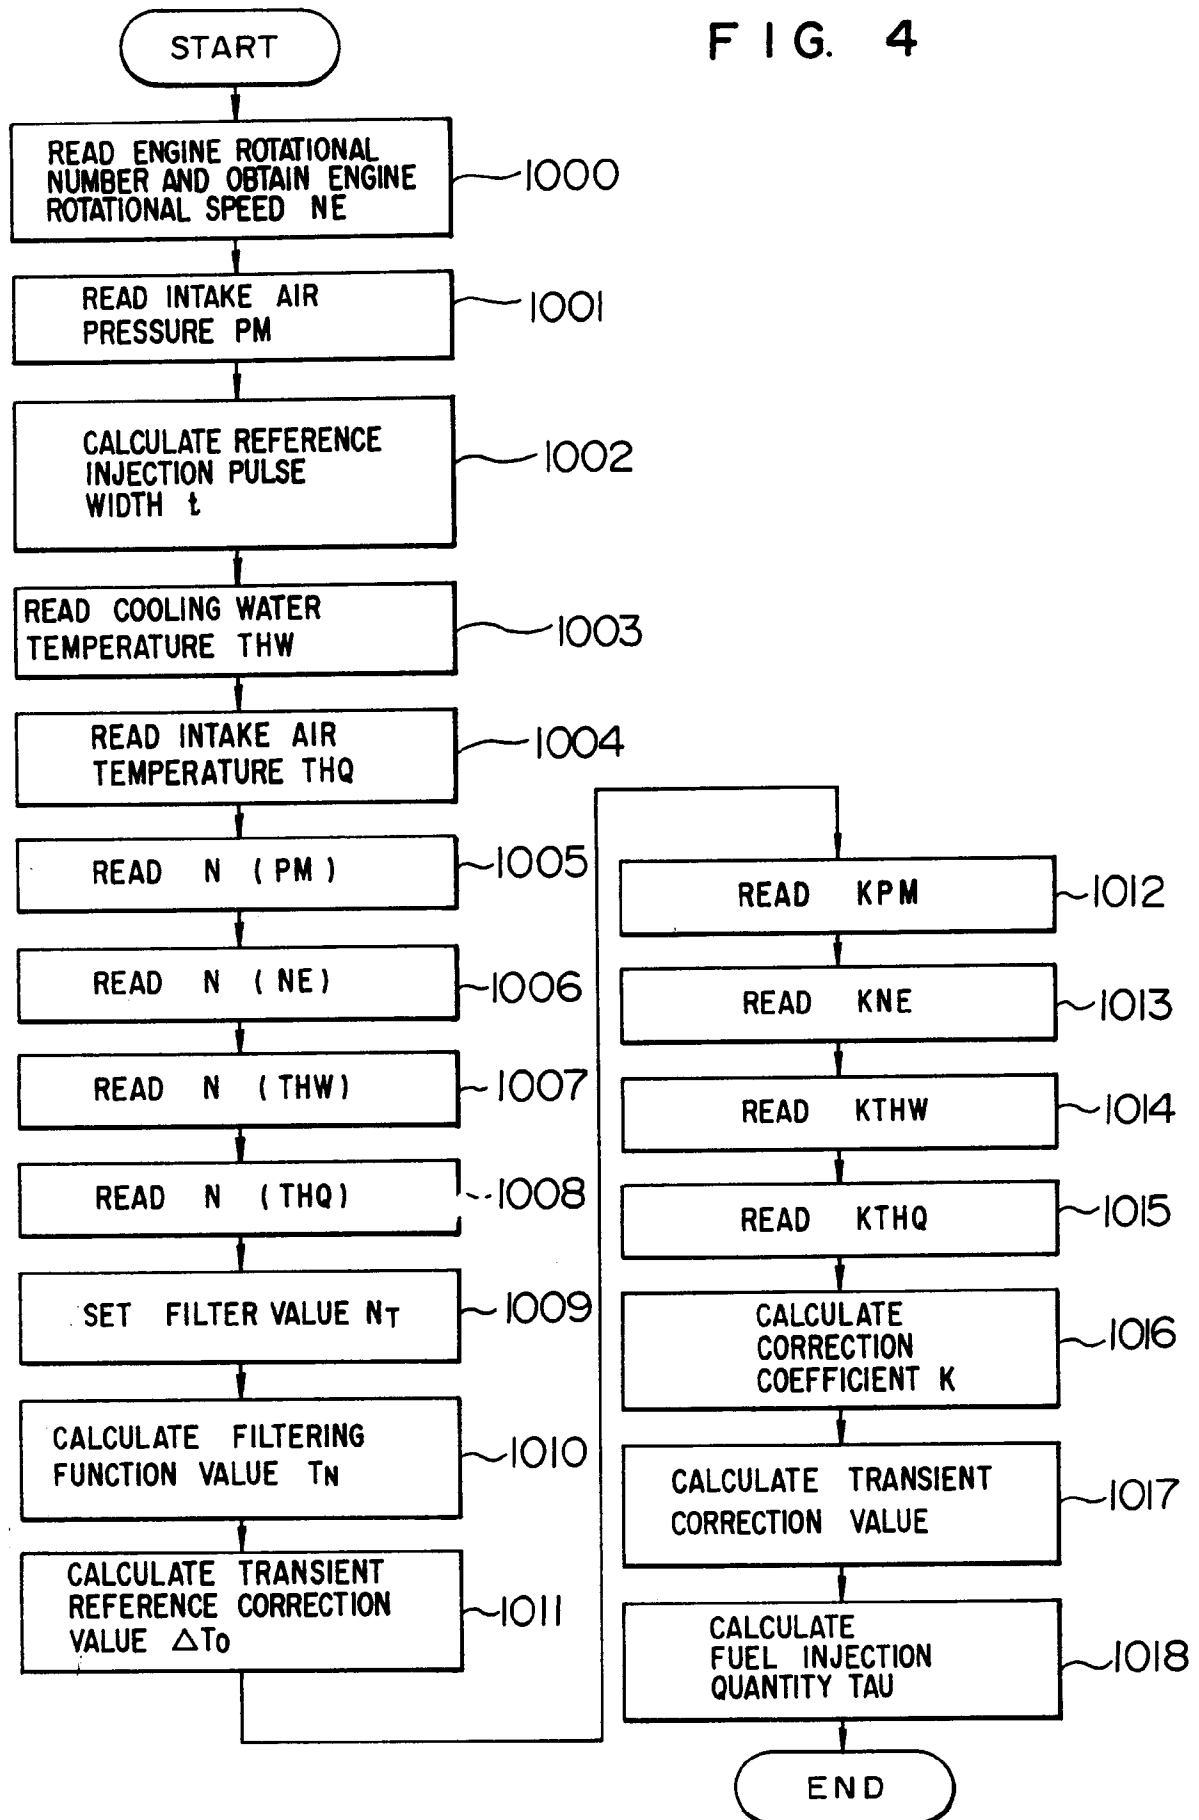 FIG. 4
START
READ ENGINE ROTATIONAL
NUMBER AND OBTAIN ENGINE
ROTATIONAL SPEED NE
1000
READ INTAKE AIR
PRESSURE PM
1001
CALCULATE REFERENCE
INJECTION PULSE
WIDTH t
1002
READ COOLING WATER
TEMPERATURE THW
1003
READ INTAKE AIR
TEMPERATURE THQ
1004
READ N (PM)
1005
READ N (NE)
1006
READ N (THW)
1007
READ N (THQ)
1008
SET FILTER VALUE NT
1009
CALCULATE FILTERING
FUNCTION VALUE TN
1010
CALCULATE TRANSIENT
REFERENCE CORRECTION
VALUE ΔTO
1011
READ KPM
1012
READ KNE
1013
READ KTHW
1014
READ KTHQ
1015
CALCULATE
CORRECTION
COEFFICIENT K
1016
CALCULATE TRANSIENT
CORRECTION VALUE
1017
CALCULATE
FUEL INJECTION
QUANTITY TAU
1018
END